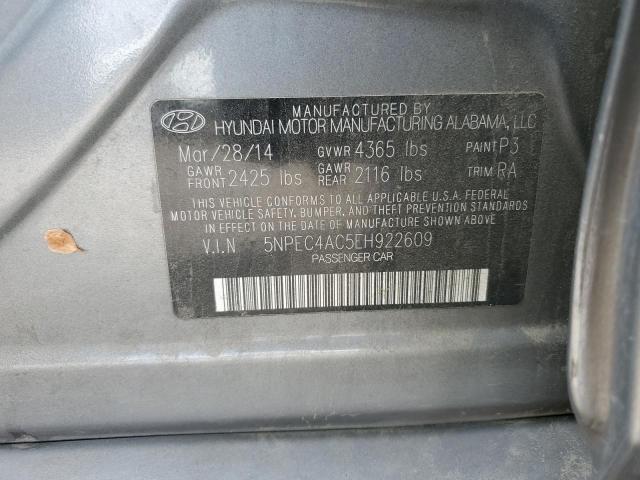 MANUFACTURED BY
HYUNDAI MOTOR MANUFACTURING ALABAMA, LLC
Mar/28/14 GVWR 4365 lbs PAINT P3
GAWR FRONT 2425 lbs GAWR REAR 2116 lbs TRIM RA
THIS VEHICLE CONFORMS TO ALL APPLICABLE U.S.A. FEDERAL
MOTOR VEHICLE SAFETY, BUMPER, AND THEFT PREVENTION STANDARDS
IN EFFECT ON THE DATE OF MANUFACTURE SHOWN ABOVE
V.I.N 5NPEC4AC5EH922609
PASSENGER CAR